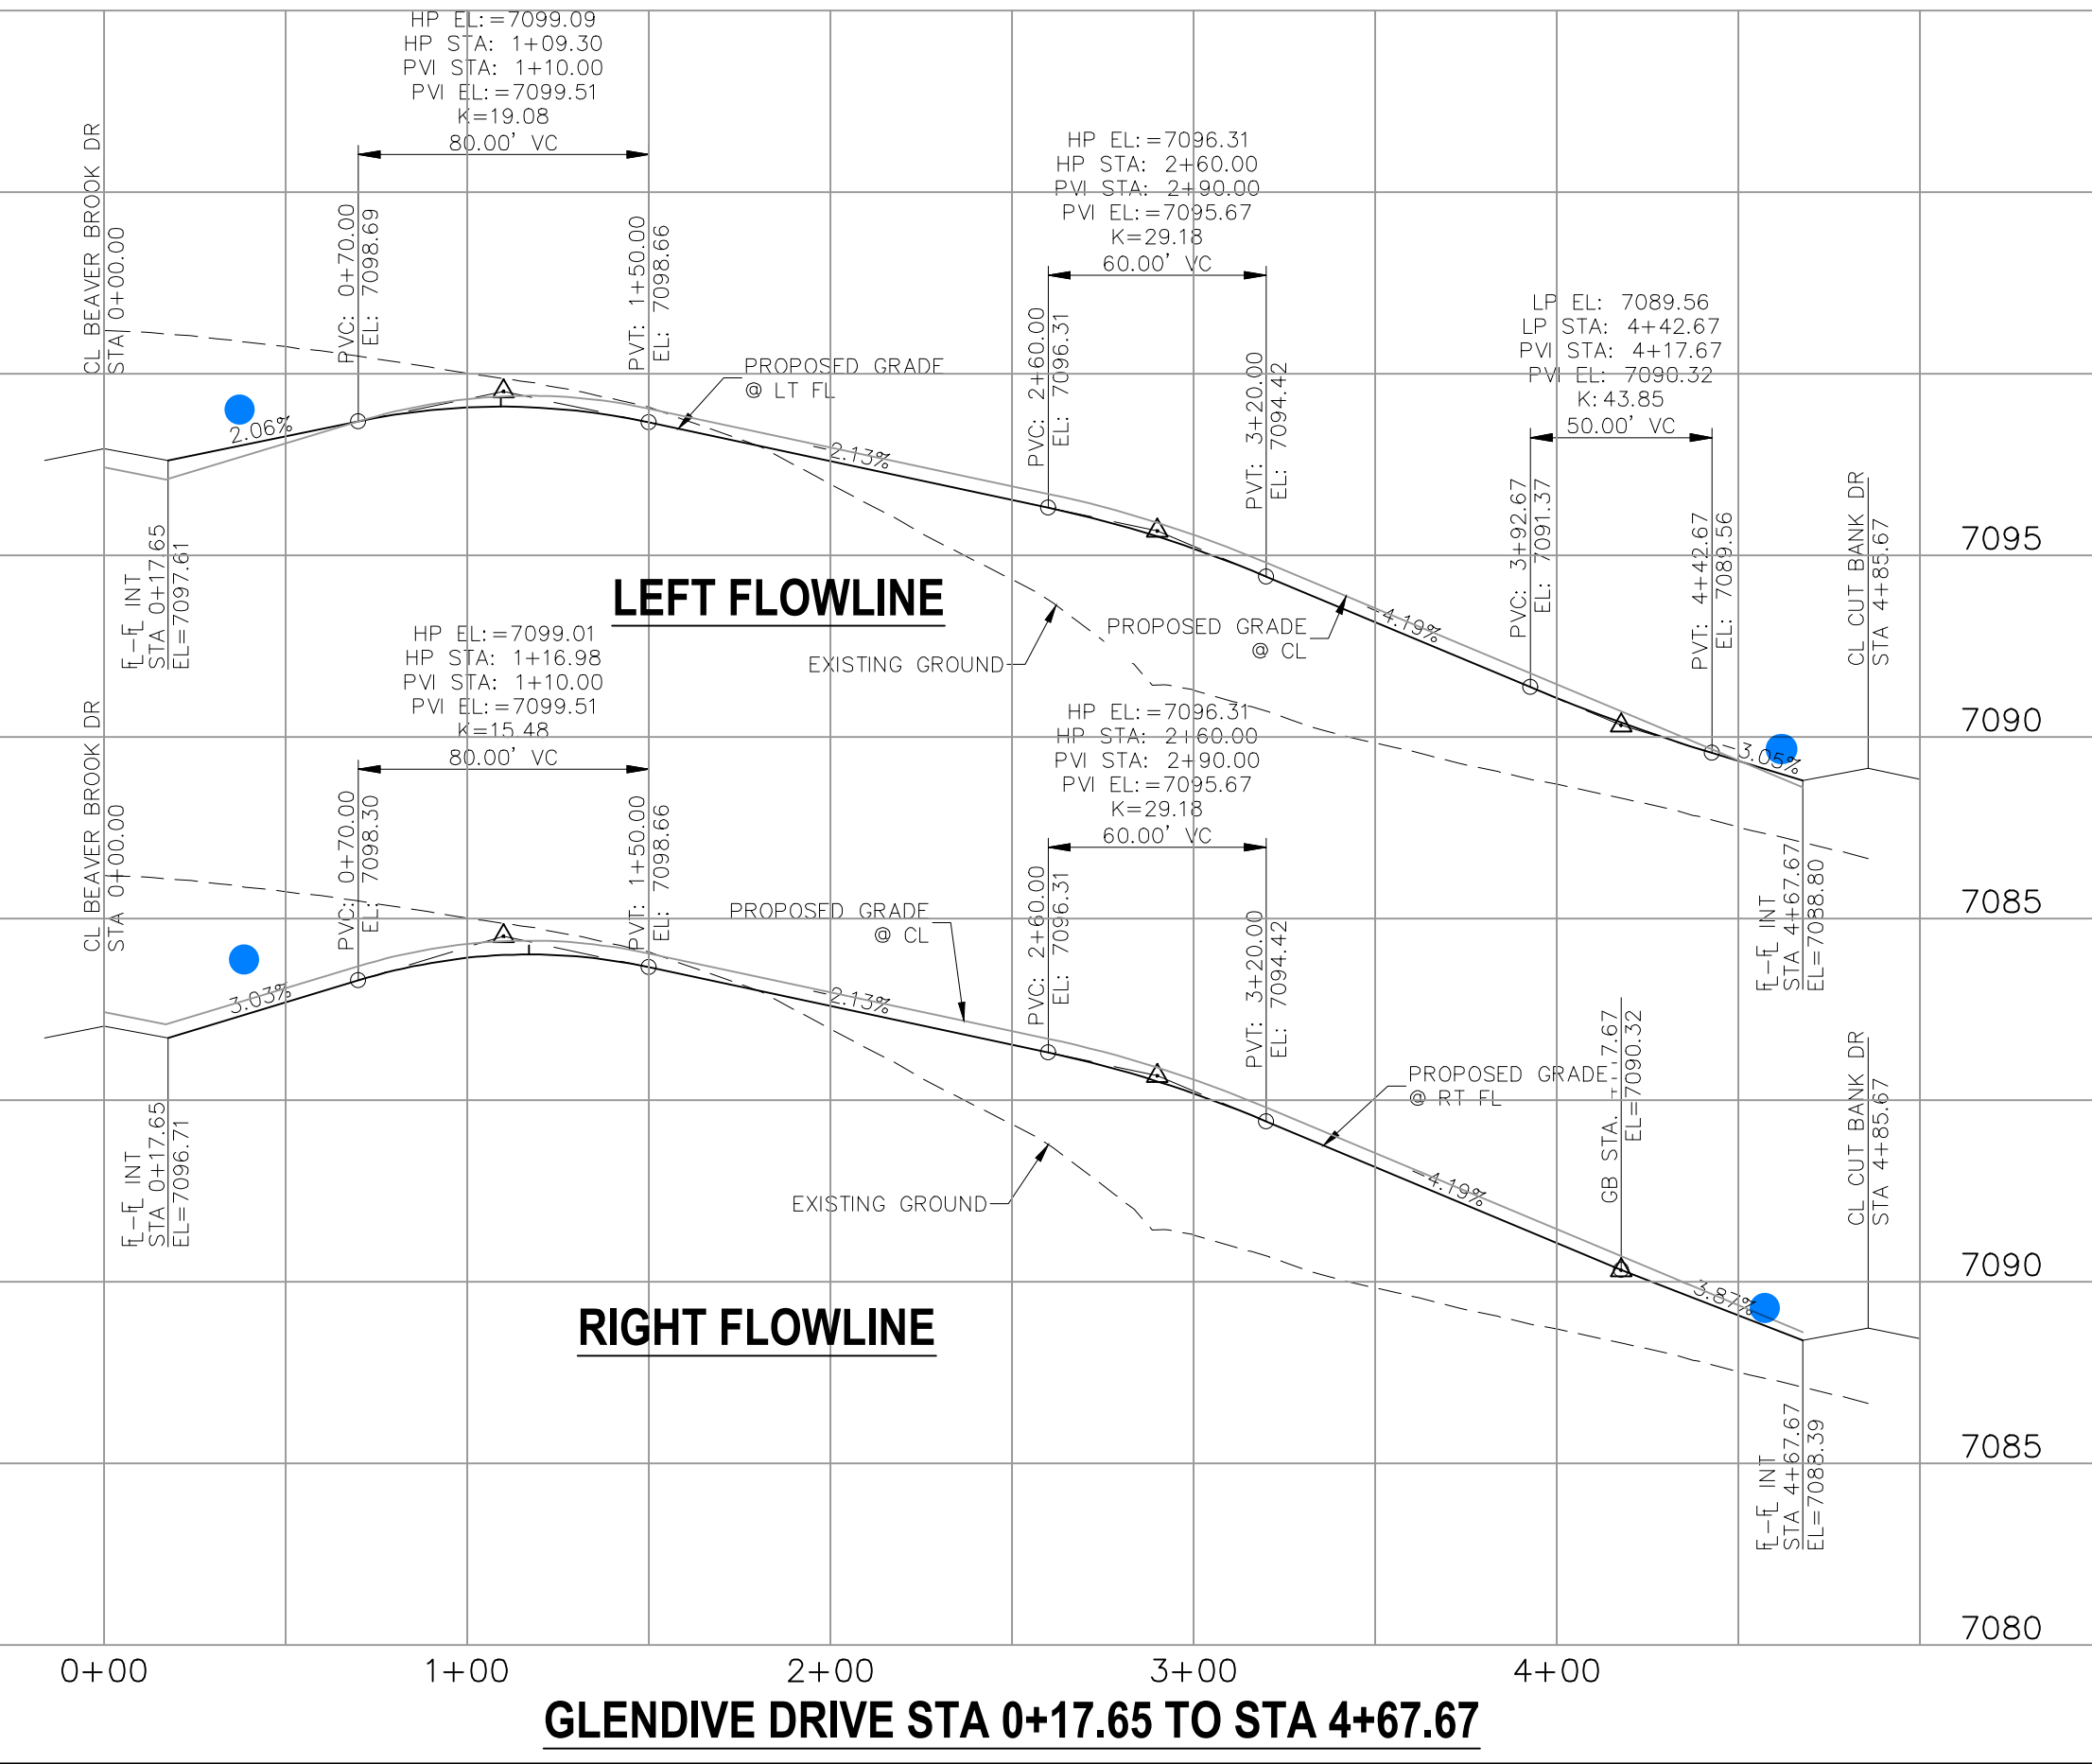 HP EL:=7099.09
HP STA: 1+09.30
PVI STA: 1+10.00
PVI EL:=7099.51
K=19.08
80.00' VC
CL BEAVER BROOK DR
STA 0+00.00
PVC: 0+70.00
EL: 7098.69
PVT: 1+50.00
EL: 7098.66
HP EL:=7096.31
HP STA: 2+60.00
PVI STA: 2+90.00
PVI EL:=7095.67
K=29.18
60.00' VC
PVC: 2+60.00
EL: 7096.31
PVT: 3+20.00
EL: 7094.42
LP EL: 7089.56
LP STA: 4+42.67
PVI STA: 4+17.67
PVI EL: 7090.32
K: 43.85
50.00' VC
PVC: 3+92.67
EL: 7091.37
PVT: 4+42.67
EL: 7089.56
CL CUT BANK DR
STA 4+85.67
PROPOSED GRADE
@ LT FL
2.06%
-2.13%
-4.19%
-3.05%
FL-FL INT
STA 0+17.65
EL=7097.61
LEFT FLOWLINE
PROPOSED GRADE
@ CL
EXISTING GROUND
FL-FL INT
STA 4+67.67
EL=7088.80
7095
7090
7085
HP EL:=7099.01
HP STA: 1+16.98
PVI STA: 1+10.00
PVI EL:=7099.51
K=15.48
80.00' VC
CL BEAVER BROOK DR
STA 0+00.00
PVC: 0+70.00
EL: 7098.30
PVT: 1+50.00
EL: 7098.66
HP EL:=7096.31
HP STA: 2+60.00
PVI STA: 2+90.00
PVI EL:=7095.67
K=29.18
60.00' VC
PVC: 2+60.00
EL: 7096.31
PVT: 3+20.00
EL: 7094.42
PROPOSED GRADE
@ CL
3.03%
-2.13%
-4.19%
-3.87%
PROPOSED GRADE
@ RT FL
GB STA. 7.67
EL=7090.32
CL CUT BANK DR
STA 4+85.67
FL-FL INT
STA 0+17.65
EL=7096.71
EXISTING GROUND
RIGHT FLOWLINE
FL-FL INT
STA 4+67.67
EL=7088.39
7090
7085
7080
0+00 1+00 2+00 3+00 4+00
GLENDIVE DRIVE STA 0+17.65 TO STA 4+67.67